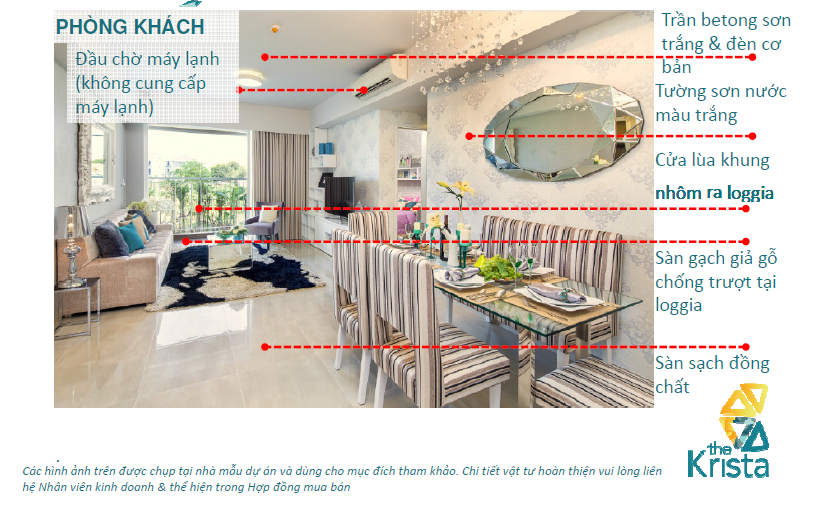 PHÒNG KHÁCH
Đầu chờ máy lạnh
(không cung cấp
máy lạnh)
Trần betong sơn
trắng & đèn cơ
bản
Tường sơn nước
màu trắng
Cửa lùa khung
nhôm ra loggia
Sàn gạch giả gỗ
chống trượt tại
loggia
Sàn sạch đồng
chất
the
Krista
Các hình ảnh trên được chụp tại nhà mẫu dự án và dùng cho mục đích tham khảo. Chi tiết vật tư hoàn thiện vui lòng liên
hệ Nhân viên kinh doanh & thể hiện trong Hợp đồng mua bán